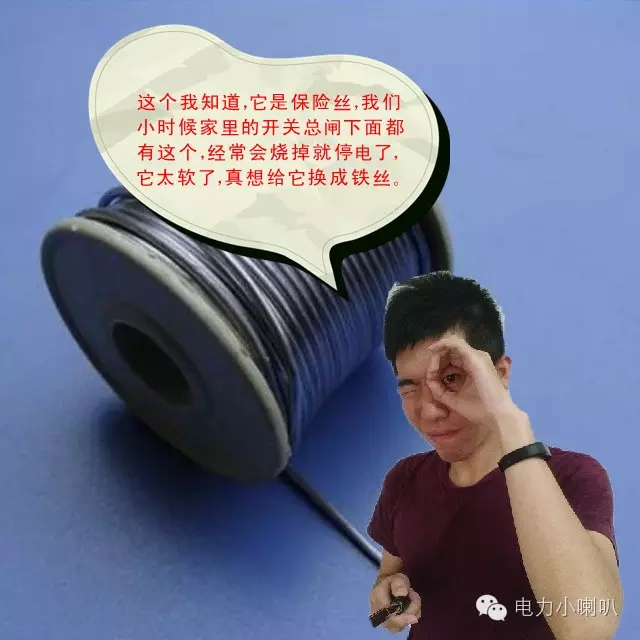 这个我知道,它是保险丝,我们
小时候家里的开关总闸下面都
有这个,经常会烧掉就停电了,
它太软了,真想给它换成铁丝。
电力小喇叭